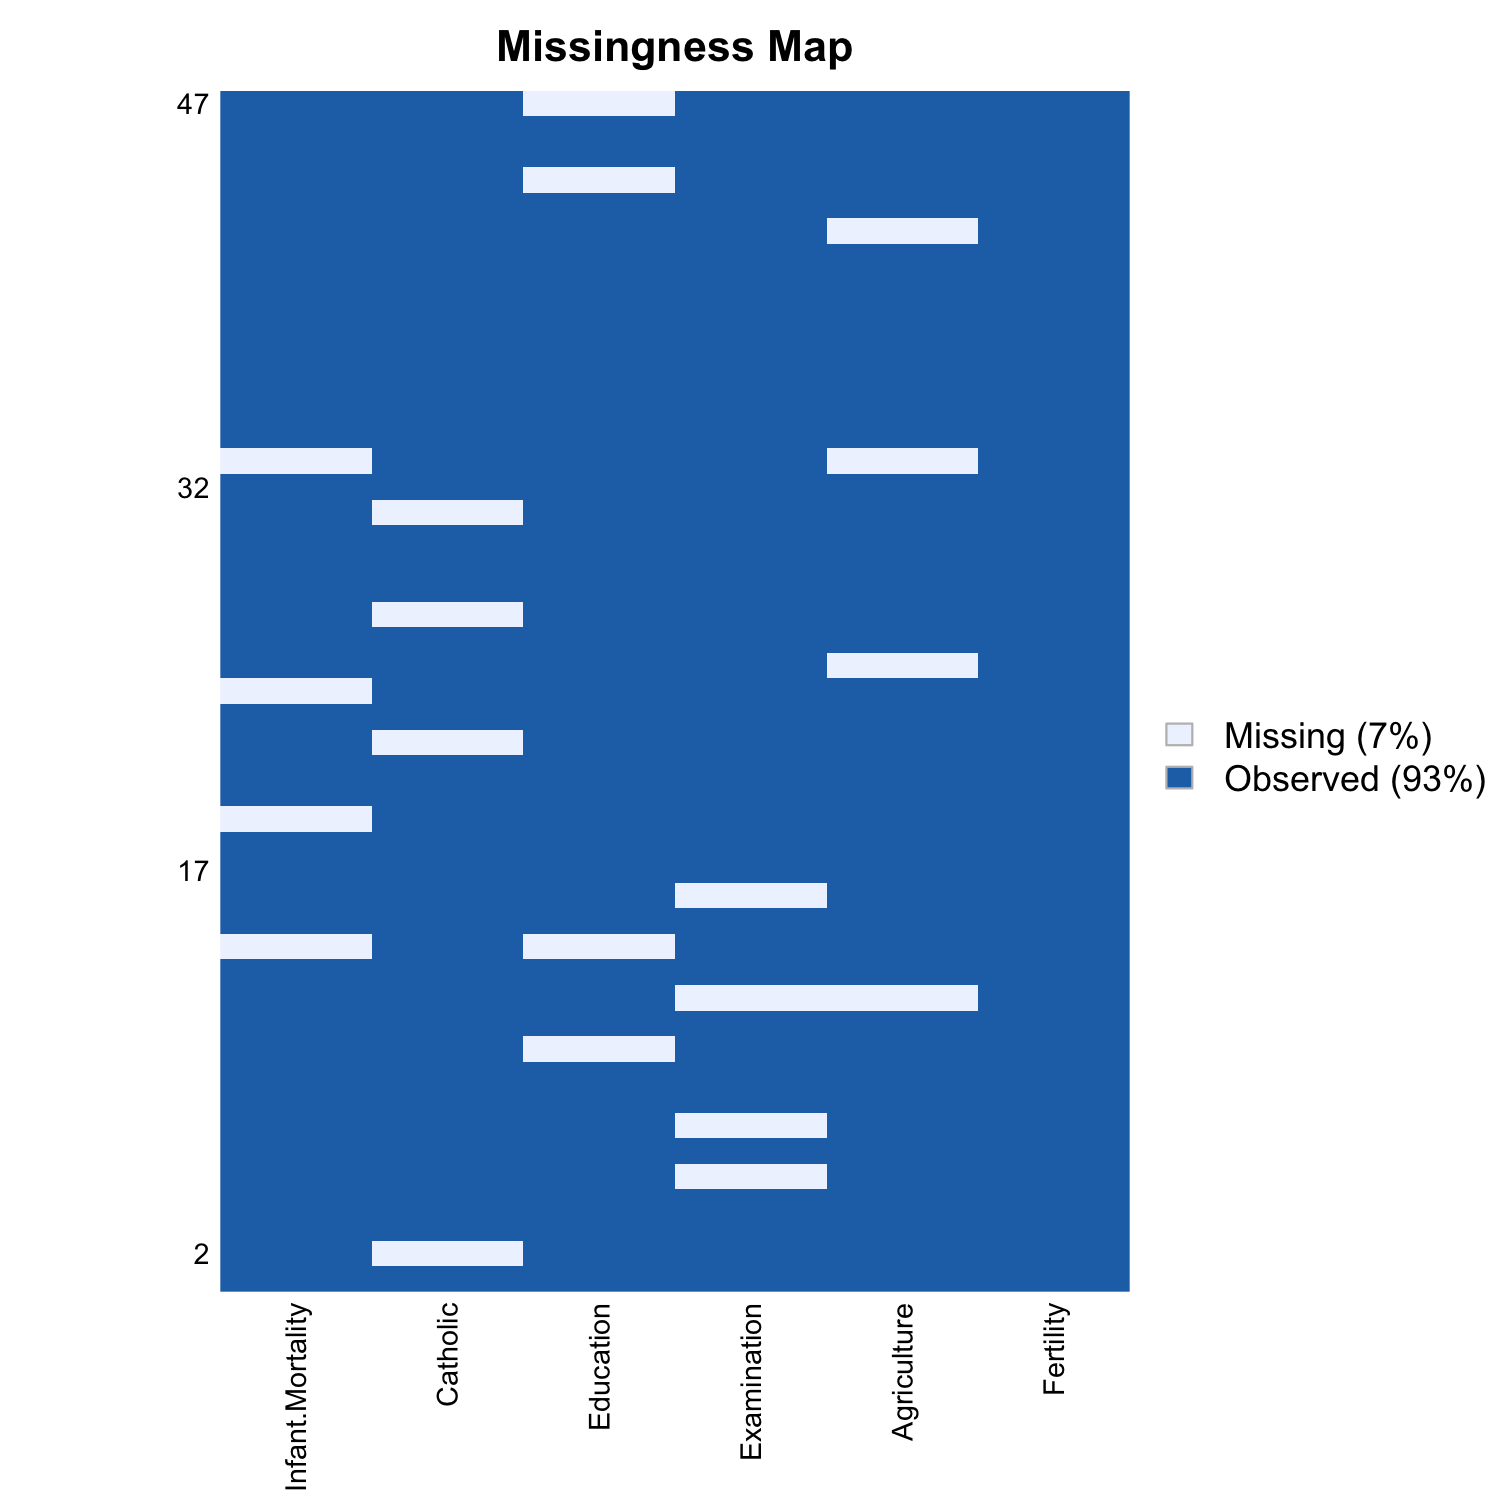 Missingness Map
47
32
17
2
Missing (7%)
Observed (93%)
Infant.Mortality
Catholic
Education
Examination
Agriculture
Fertility